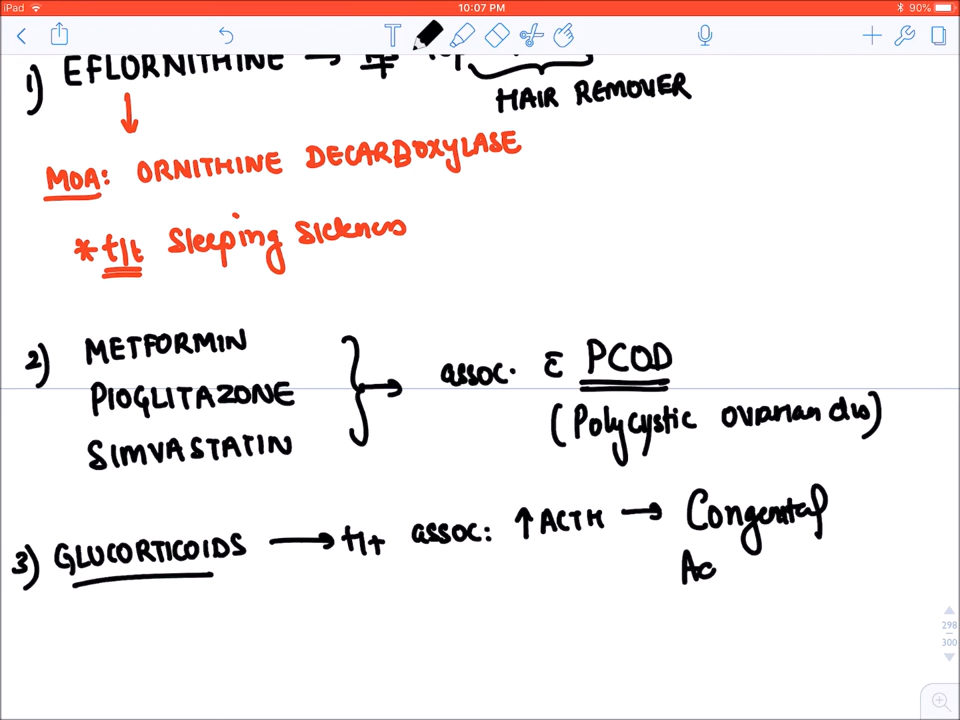 iPad
10:07 PM
90%
T
1) EFLORNITHINE →
HAIR REMOVER
MOA: ORNITHINE DECARBOXYLASE
* t/t Sleeping Sickness
2) METFORMIN
PIOGLITAZONE
SIMVASTATIN
→ assoc. c̄ PCOD
(Polycystic ovarian dis)
3) GLUCORTICOIDS → t/t assoc: ↑ ACTH → Congenital
Ac
298
300